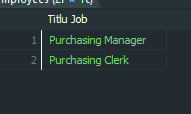 Titlu Job
1 Purchasing Manager
2 Purchasing Clerk